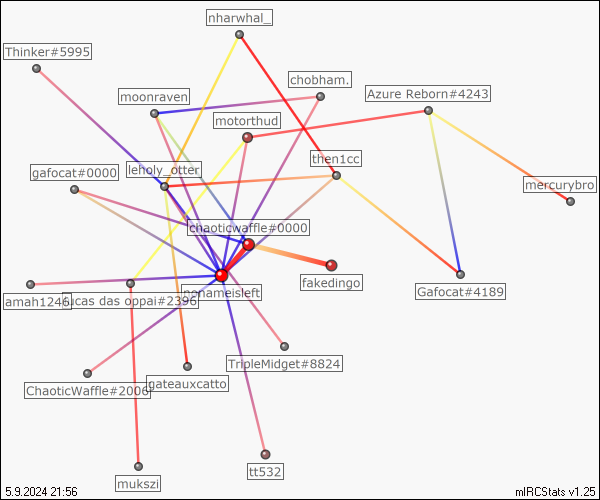 nharwhal_
Thinker#5995
chobham.
moonraven
Azure Reborn#4243
motorthud
then1cc
gafocat#0000
leholy_otter
mercurybro
chaoticwaffle#0000
fakedingo
nonameisleft
Gafocat#4189
amah1246
lucas das oppai#2396
TripleMidget#8824
ChaoticWaffle#2006
gateauxcatto
tt532
mukszi
5.9.2024 21:56
mIRCStats v1.25